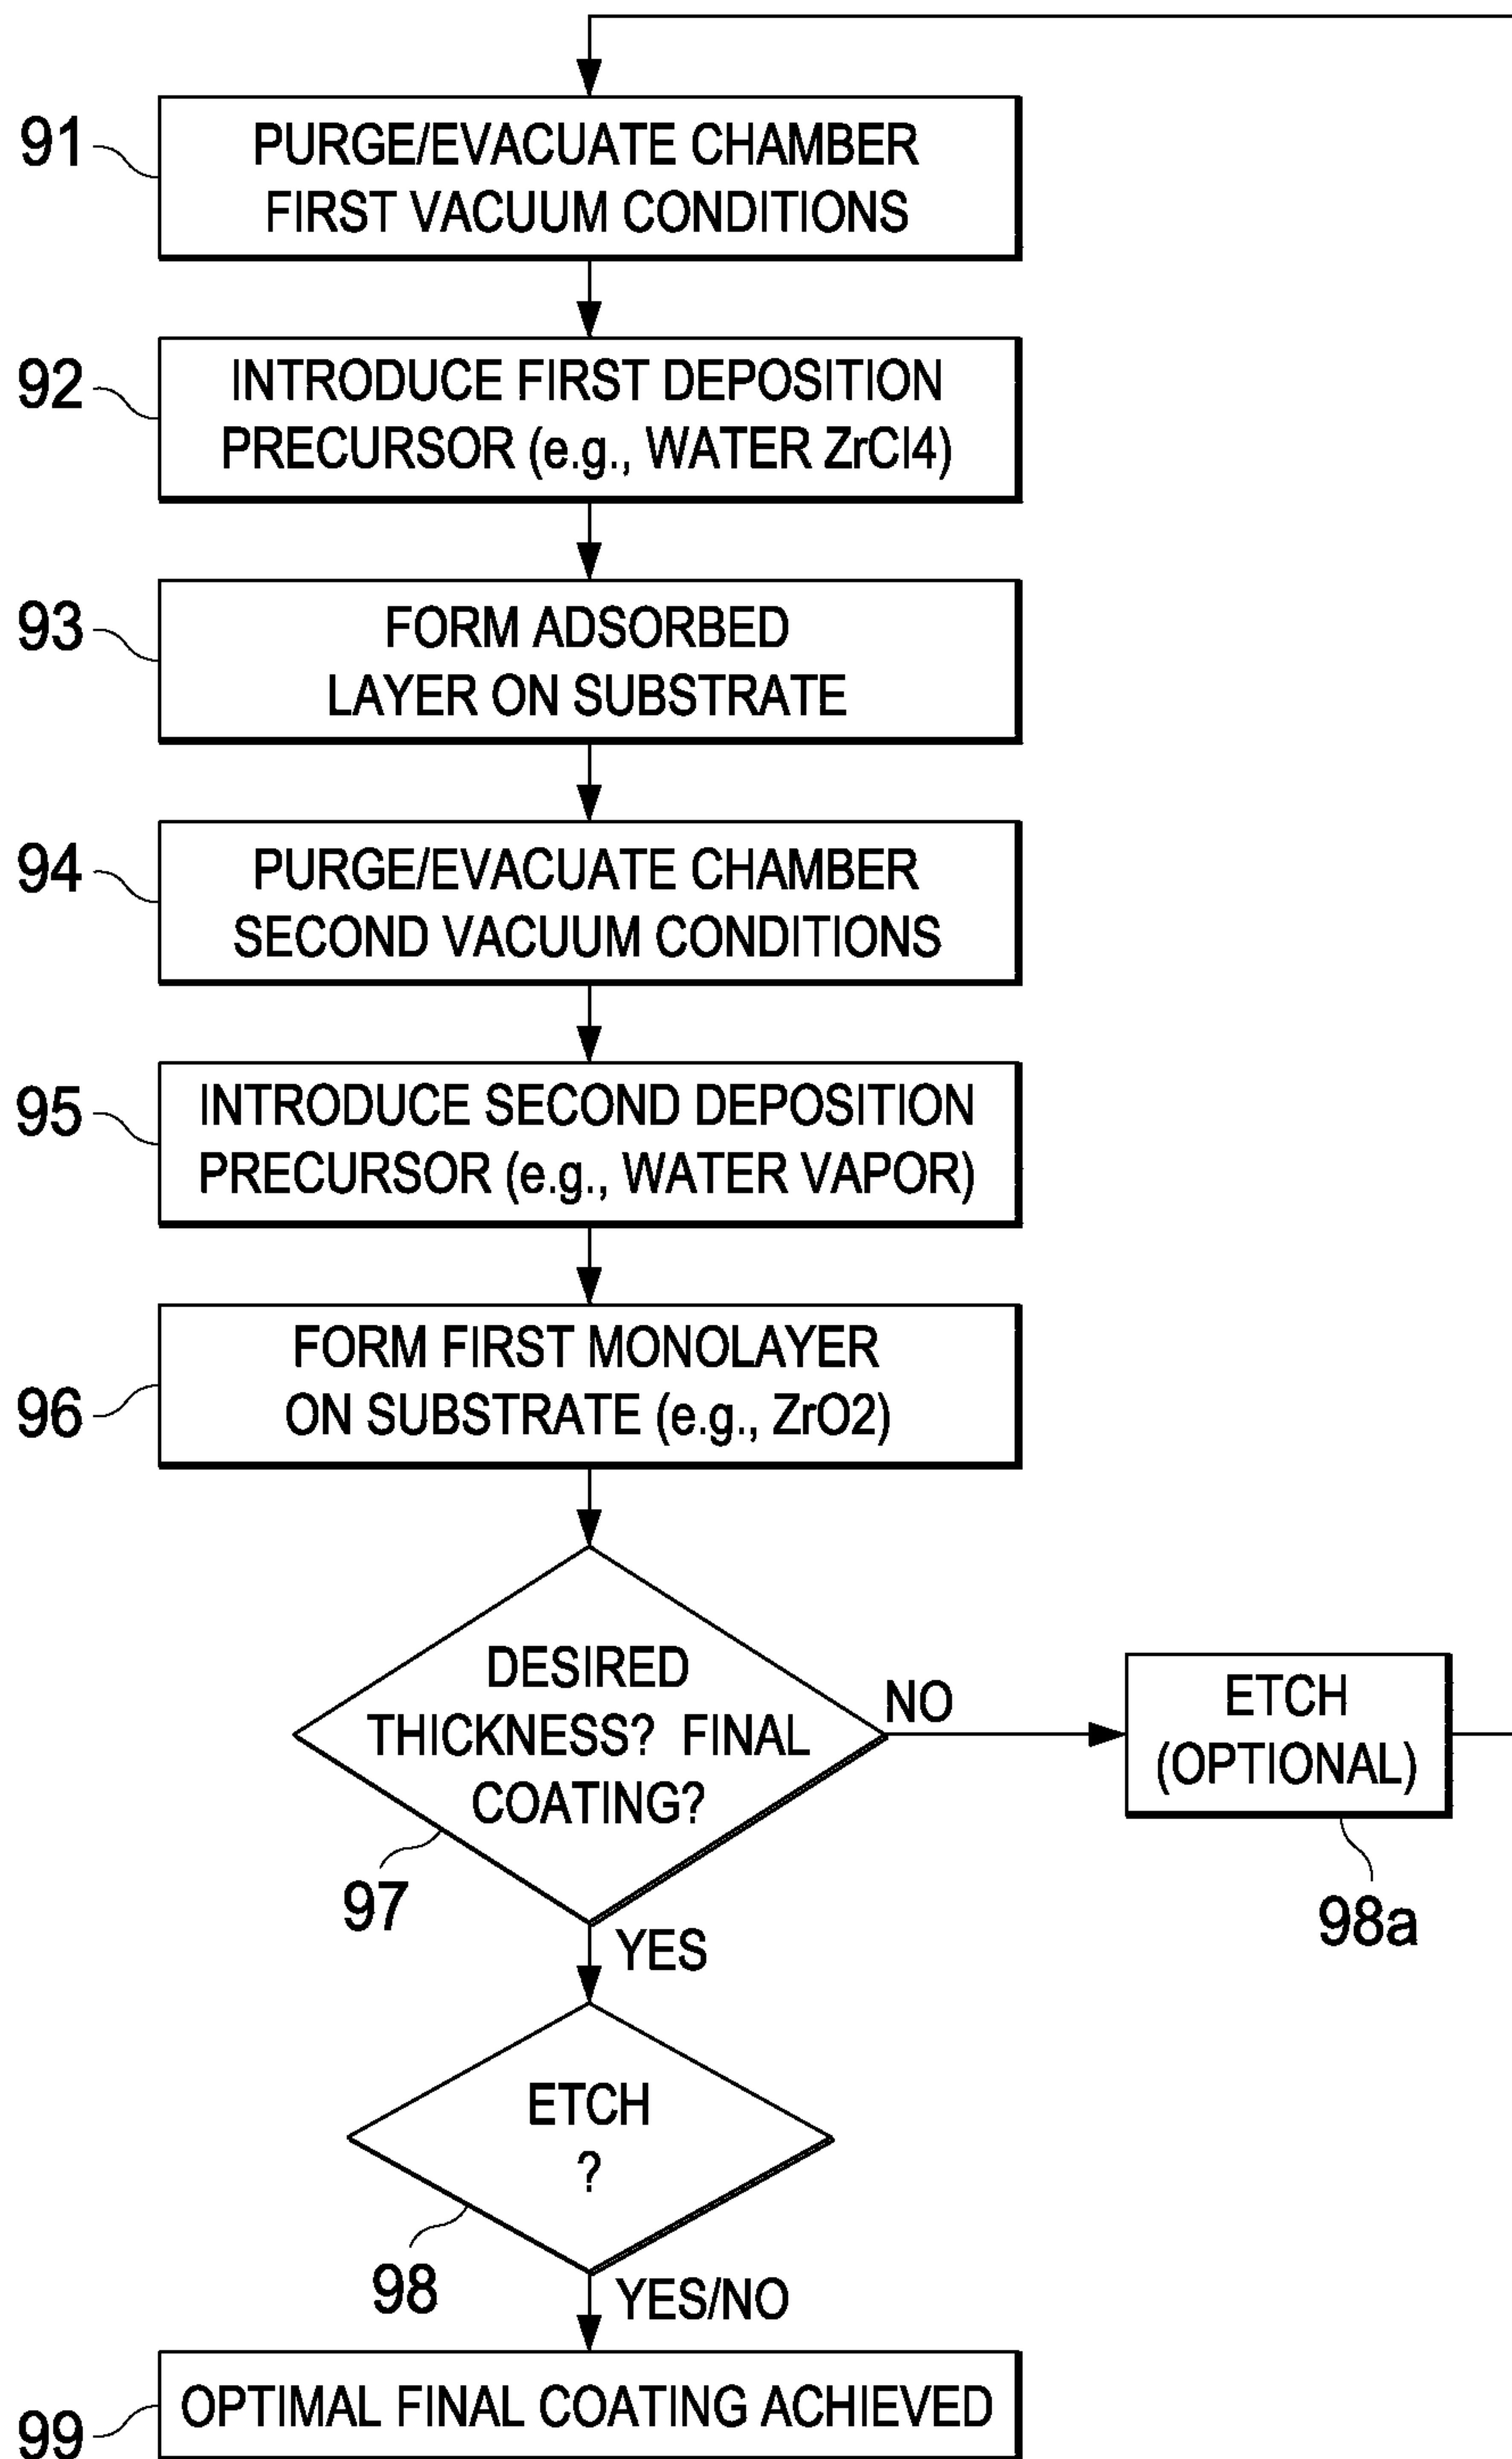 91
PURGE/EVACUATE CHAMBER
FIRST VACUUM CONDITIONS
92
INTRODUCE FIRST DEPOSITION
PRECURSOR (e.g., WATER ZrCl4)
93
FORM ADSORBED
LAYER ON SUBSTRATE
94
PURGE/EVACUATE CHAMBER
SECOND VACUUM CONDITIONS
95
INTRODUCE SECOND DEPOSITION
PRECURSOR (e.g., WATER VAPOR)
96
FORM FIRST MONOLAYER
ON SUBSTRATE (e.g., ZrO2)
DESIRED
THICKNESS? FINAL
COATING?
97
NO
ETCH
(OPTIONAL)
98a
YES
ETCH
?
98
YES/NO
99
OPTIMAL FINAL COATING ACHIEVED